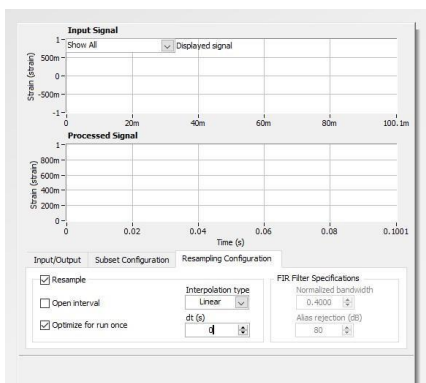 Input Signal
Show All
Displayed signal
Strain (strain)
1
500m
0
-500m
-1
0 20m 40m 60m 80m 100.1m
Processed Signal
Strain (strain)
1
800m
600m
400m
200m
0
0 0.02 0.04 0.06 0.08 0.1001
Time (s)
Input/Output Subset Configuration Resampling Configuration
Resample
Open interval
Optimize for run once
Interpolation type
Linear
dt (s)
0
FIR Filter Specifications
Normalized bandwidth
0.4000
Alias rejection (dB)
80